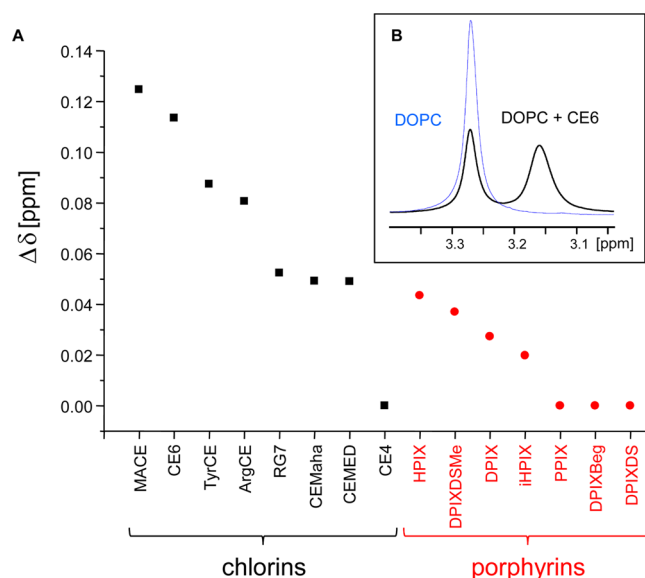 A
B
DOPC
DOPC + CE6
3.3
3.2
3.1
[ppm]
Δδ [ppm]
0.14
0.12
0.10
0.08
0.06
0.04
0.02
0.00
MACE
CE6
TyrCE
ArgCE
RG7
CEMaha
CEMED
CE4
HPIX
DPIXDSMe
DPIX
iHPIX
PPIX
DPIXBeg
DPIXDS
chlorins
porphyrins